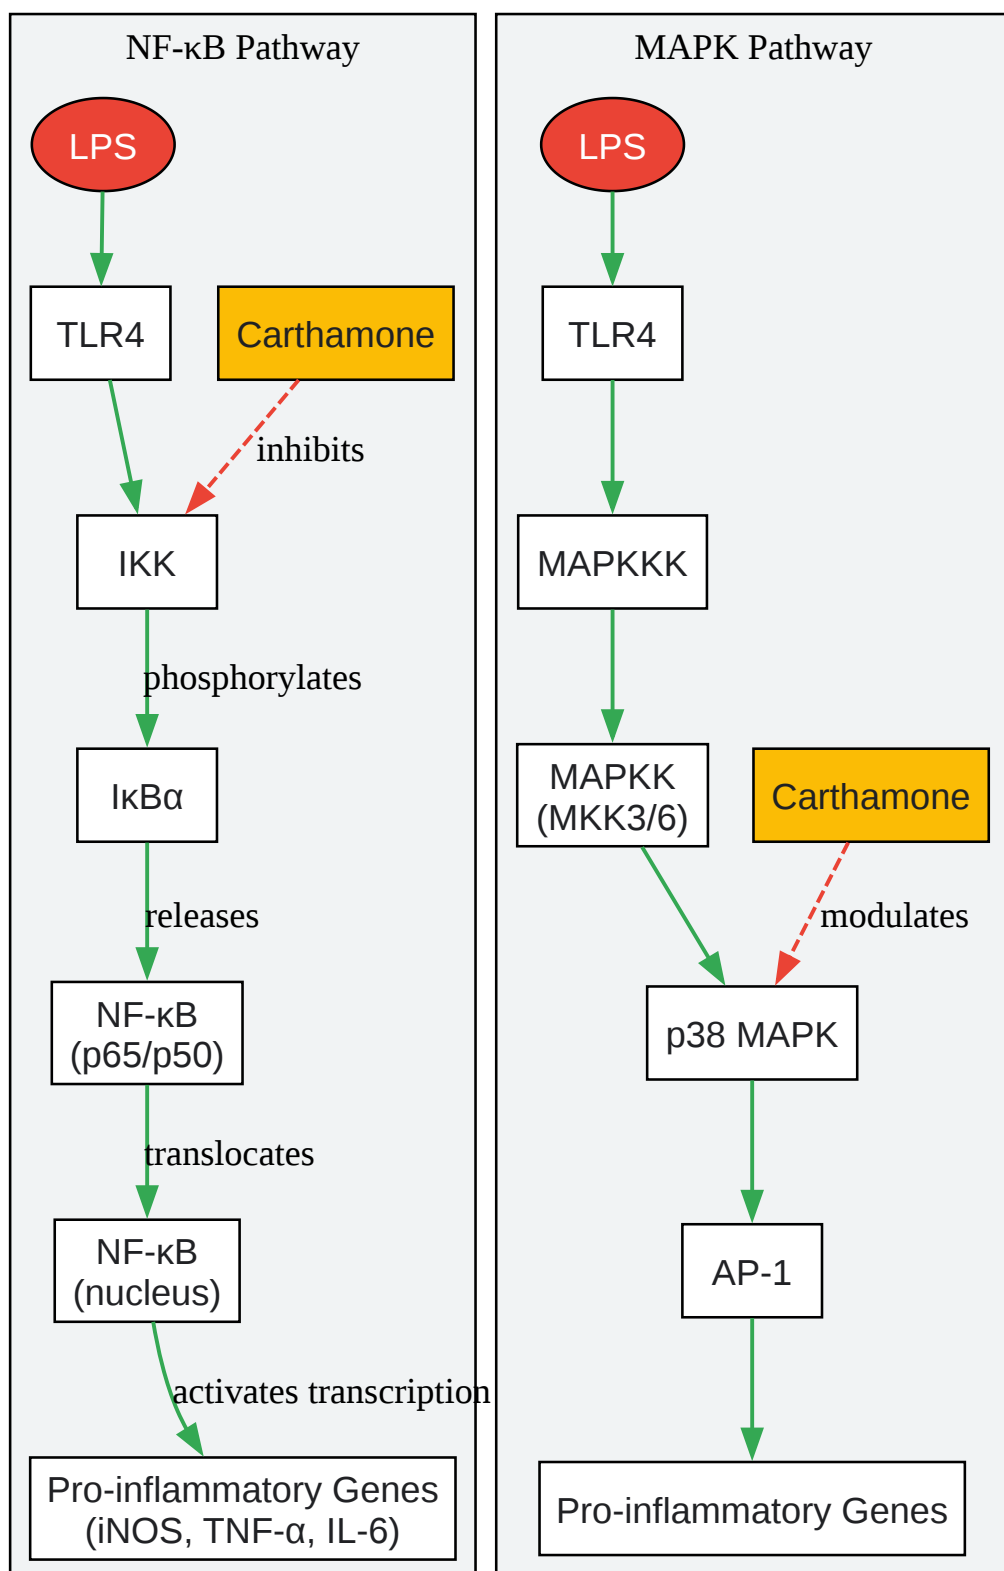 NF-κB Pathway
LPS
TLR4
Carthamone
inhibits
IKK
phosphorylates
IκBα
releases
NF-κB
(p65/p50)
translocates
NF-κB
(nucleus)
activates transcription
Pro-inflammatory Genes
(iNOS, TNF-α, IL-6)
MAPK Pathway
LPS
TLR4
MAPKKK
MAPKK
(MKK3/6)
Carthamone
modulates
p38 MAPK
AP-1
Pro-inflammatory Genes